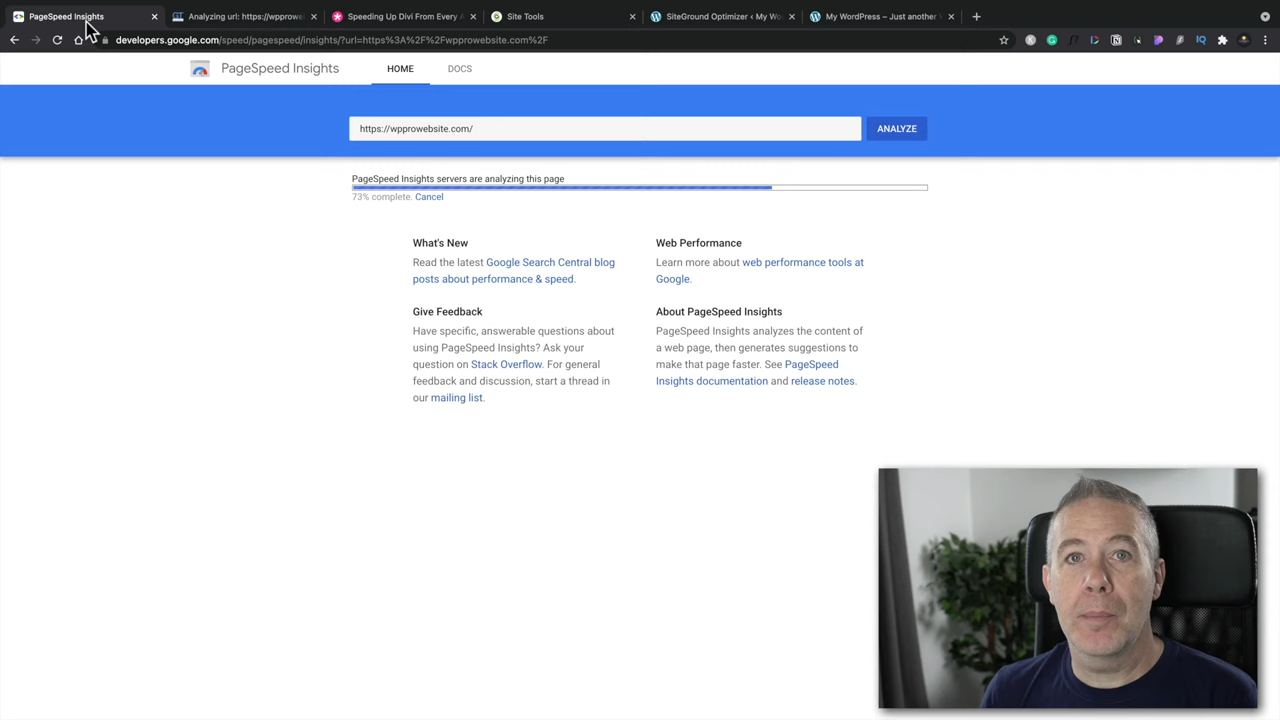 PageSpeed Insights
Analyzing url: https://wpprowe
Speeding Up Divi From Every
Site Tools
SiteGround Optimizer ‹ My Wo
My WordPress – Just another
developers.google.com/speed/pagespeed/insights/?url=https%3A%2F%2Fwpprowebsite.com%2F
PageSpeed Insights
HOME
DOCS
https://wpprowebsite.com/
ANALYZE
PageSpeed Insights servers are analyzing this page
73% complete. Cancel
What's New
Read the latest Google Search Central blog
posts about performance & speed.
Web Performance
Learn more about web performance tools at
Google.
Give Feedback
Have specific, answerable questions about
using PageSpeed Insights? Ask your
question on Stack Overflow. For general
feedback and discussion, start a thread in
our mailing list.
About PageSpeed Insights
PageSpeed Insights analyzes the content of
a web page, then generates suggestions to
make that page faster. See PageSpeed
Insights documentation and release notes.